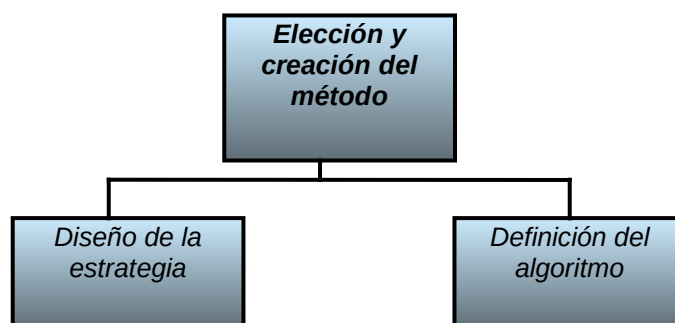 Elección y
creación del
método
Diseño de la
estrategia
Definición del
algoritmo